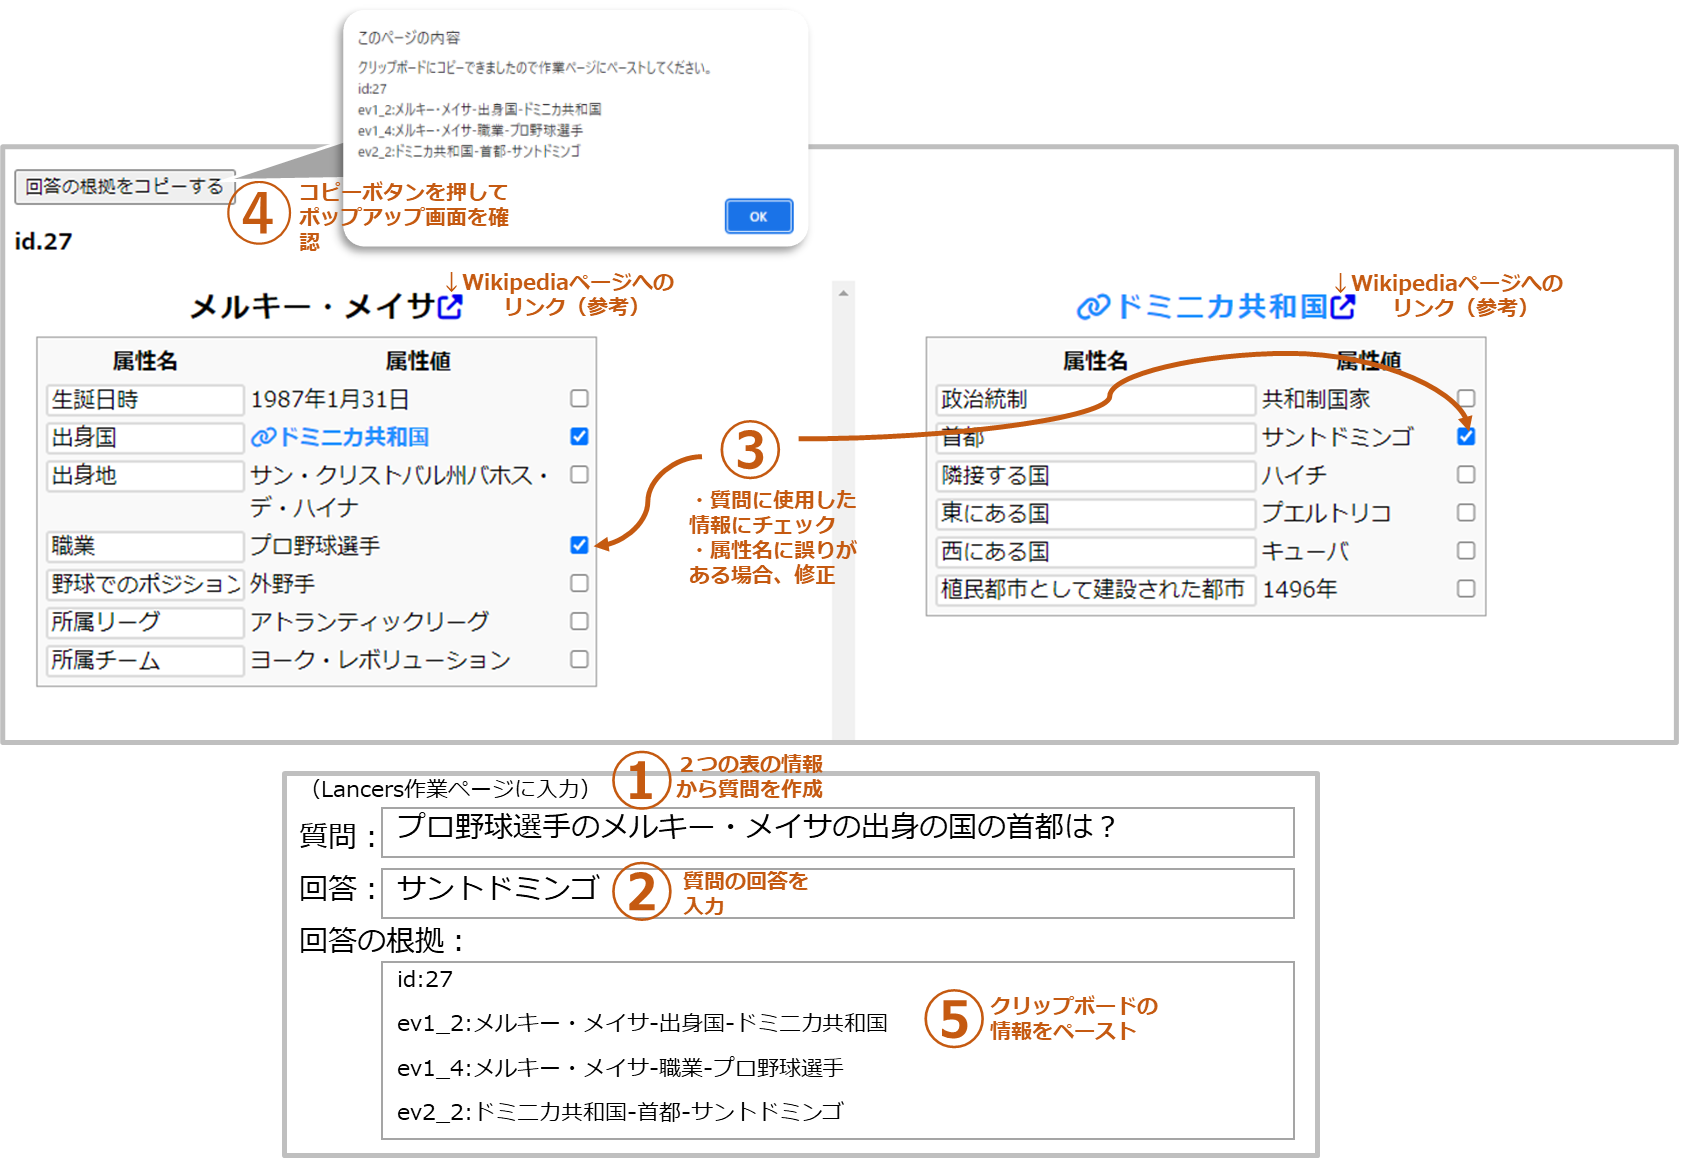 このページの内容
クリップボードにコピーできましたので作業ページにペーストしてください。
id:27
ev1_2:メルキー・メイサ-出身国-ドミニカ共和国
ev1_4:メルキー・メイサ-職業-プロ野球選手
ev2_2:ドミニカ共和国-首都-サントドミンゴ
OK
回答の根拠をコピーする
④
コピーボタンを押して
ポップアップ画面を確
認
id.27
↓Wikipediaページへの
リンク（参考）
メルキー・メイサ
属性名 属性値
生誕日時 1987年1月31日
出身国 ドミニカ共和国
出身地 サン・クリストバル州バホス・
デ・ハイナ
職業 プロ野球選手
野球でのポジション 外野手
所属リーグ アトランティックリーグ
所属チーム ヨーク・レボリューション
③
・質問に使用した
情報にチェック
・属性名に誤りが
ある場合、修正
↓Wikipediaページへの
リンク（参考）
ドミニカ共和国
属性名 属性値
政治統制 共和制国家
首都 サントドミンゴ
隣接する国 ハイチ
東にある国 プエルトリコ
西にある国 キューバ
植民都市として建設された都市 1496年
（Lancers作業ページに入力）
①
２つの表の情報
から質問を作成
質問：プロ野球選手のメルキー・メイサの出身の国の首都は？
回答：サントドミンゴ
②
質問の回答を
入力
回答の根拠：
id:27
ev1_2:メルキー・メイサ-出身国-ドミニカ共和国
ev1_4:メルキー・メイサ-職業-プロ野球選手
ev2_2:ドミニカ共和国-首都-サントドミンゴ
⑤
クリップボードの
情報をペースト